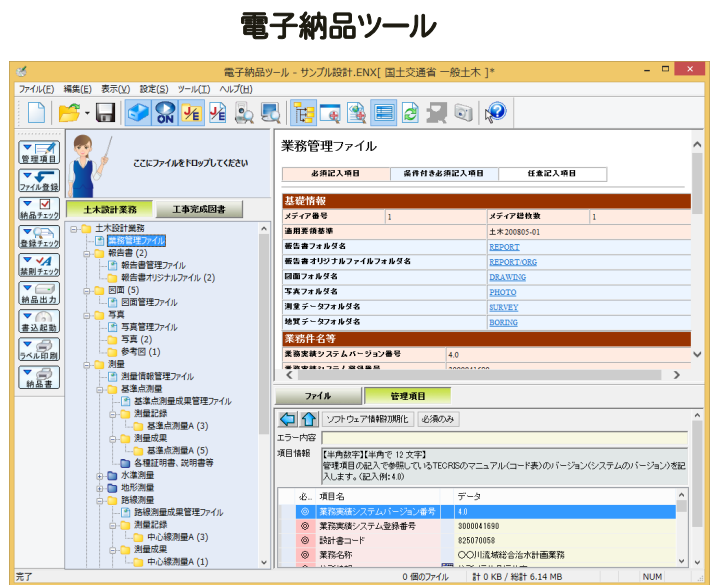 電子納品ツール
電子納品ツール - サンプル設計.ENX[ 国土交通省 一般土木 ]*
ファイル(F) 編集(E) 表示(V) 設定(S) ツール(T) ヘルプ(H)
ON J/E J/E
管理項目
ファイル登録
納品チェック
登録チェック
禁則チェック
納品出力
書込起動
ラベル印刷
納品書
ここにファイルをドロップしてください
土木設計業務 工事完成図書
土木設計業務
業務管理ファイル
報告書 (2)
報告書管理ファイル
報告書オリジナルファイル (2)
図面 (5)
図面管理ファイル
写真
写真管理ファイル
写真 (2)
参考図 (1)
測量
測量情報管理ファイル
基準点測量
基準点測量成果管理ファイル
測量記録
基準点測量A (3)
測量成果
基準点測量A (5)
各種証明書、説明書等
水準測量
地形測量
路線測量
路線測量成果管理ファイル
測量記録
中心線測量A (3)
測量成果
中心線測量A (1)
業務管理ファイル
必須記入項目 条件付き必須記入項目 任意記入項目
基礎情報
メディア番号 1 メディア総枚数 1
適用要領基準 土木200805-01
報告書フォルダ名 REPORT
報告書オリジナルファイルフォルダ名 REPORT/ORG
図面フォルダ名 DRAWING
写真フォルダ名 PHOTO
測量データフォルダ名 SURVEY
地質データフォルダ名 BORING
業務件名等
業務実績システムバージョン番号 4.0
業務実績システム登録番号 3000041690
ファイル 管理項目
ソフトウェア情報初期化 必須のみ
エラー内容
項目情報 【半角数字】【半角で 12 文字】
管理項目の記入で参照しているTECRISのマニュアル(コード表)のバージョン(システムのバージョン)を記
入します。(記入例:4.0)
必.. 項目名 データ
◎ 業務実績システムバージョン番号 4.0
◎ 業務実績システム登録番号 3000041690
◎ 設計書コード 825070058
◎ 業務名称 〇〇川流域総合治水計画業務
完了 0 個のファイル 計 0 KB / 総計 6.14 MB NUM